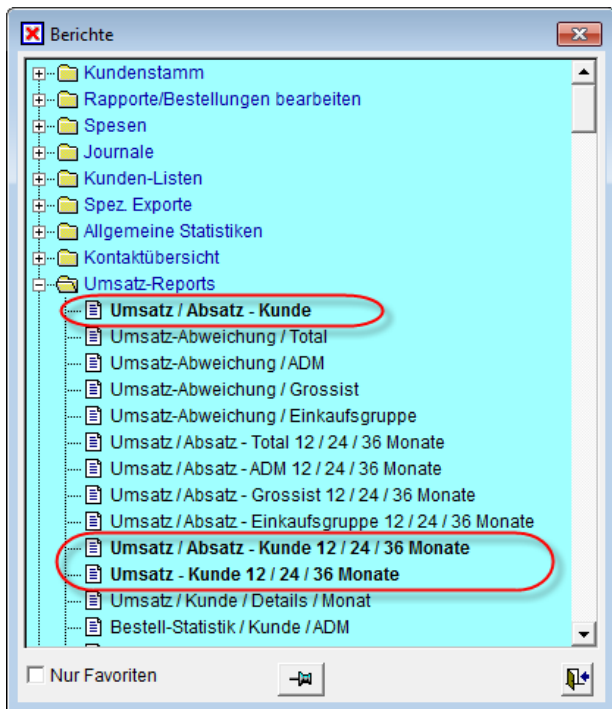 Berichte
Kundenstamm
Rapporte/Bestellungen bearbeiten
Spesen
Journale
Kunden-Listen
Spez. Exporte
Allgemeine Statistiken
Kontaktübersicht
Umsatz-Reports
Umsatz / Absatz - Kunde
Umsatz-Abweichung / Total
Umsatz-Abweichung / ADM
Umsatz-Abweichung / Grossist
Umsatz-Abweichung / Einkaufsgruppe
Umsatz / Absatz - Total 12 / 24 / 36 Monate
Umsatz / Absatz - ADM 12 / 24 / 36 Monate
Umsatz / Absatz - Grossist 12 / 24 / 36 Monate
Umsatz / Absatz - Einkaufsgruppe 12 / 24 / 36 Monate
Umsatz / Absatz - Kunde 12 / 24 / 36 Monate
Umsatz - Kunde 12 / 24 / 36 Monate
Umsatz / Kunde / Details / Monat
Bestell-Statistik / Kunde / ADM
Nur Favoriten